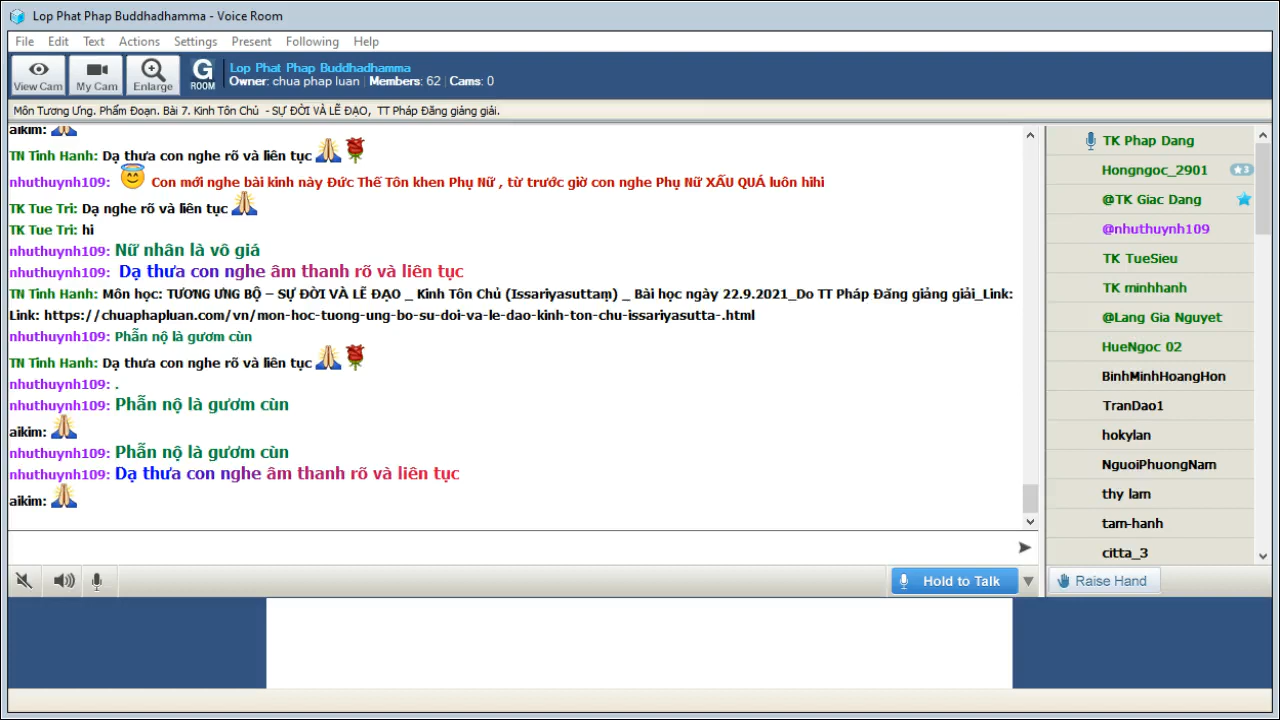 Lop Phat Phap Buddhadhamma - Voice Room
File Edit Text Actions Settings Present Following Help
View Cam My Cam Enlarge G ROOM
Lop Phat Phap Buddhadhamma
Owner: chua phap luan | Members: 62 | Cams: 0
Môn Tương Ưng. Phẩm Đoạn. Bài 7. Kinh Tôn Chủ - SỰ ĐỜI VÀ LẼ ĐẠO, TT Pháp Đăng giảng giải.
aikim:
TN Tinh Hanh: Dạ thưa con nghe rõ và liên tục
nhuthuynh109: Con mới nghe bài kinh này Đức Thế Tôn khen Phụ Nữ , từ trước giờ con nghe Phụ Nữ XẤU QUÁ luôn hihi
TK Tue Tri: Dạ nghe rõ và liên tục
TK Tue Tri: hi
nhuthuynh109: Nữ nhân là vô giá
nhuthuynh109: Dạ thưa con nghe âm thanh rõ và liên tục
TN Tinh Hanh: Môn học: TƯƠNG ƯNG BỘ – SỰ ĐỜI VÀ LẼ ĐẠO _ Kinh Tôn Chủ (Issariyasuttaṃ) _ Bài học ngày 22.9.2021_Do TT Pháp Đăng giảng giải_Link:
Link: https://chuaphapluan.com/vn/mon-hoc-tuong-ung-bo-su-doi-va-le-dao-kinh-ton-chu-issariyasutta-.html
nhuthuynh109: Phẫn nộ là gươm cùn
TN Tinh Hanh: Dạ thưa con nghe rõ và liên tục
nhuthuynh109: .
nhuthuynh109: Phẫn nộ là gươm cùn
aikim:
nhuthuynh109: Phẫn nộ là gươm cùn
nhuthuynh109: Dạ thưa con nghe âm thanh rõ và liên tục
aikim:
TK Phap Dang
Hongngoc_2901 3
@TK Giac Dang
@nhuthuynh109
TK TueSieu
TK minhhanh
@Lang Gia Nguyet
HueNgoc 02
BinhMinhHoangHon
TranDao1
hokylan
NguoiPhuongNam
thy lam
tam-hanh
citta_3
Hold to Talk
Raise Hand